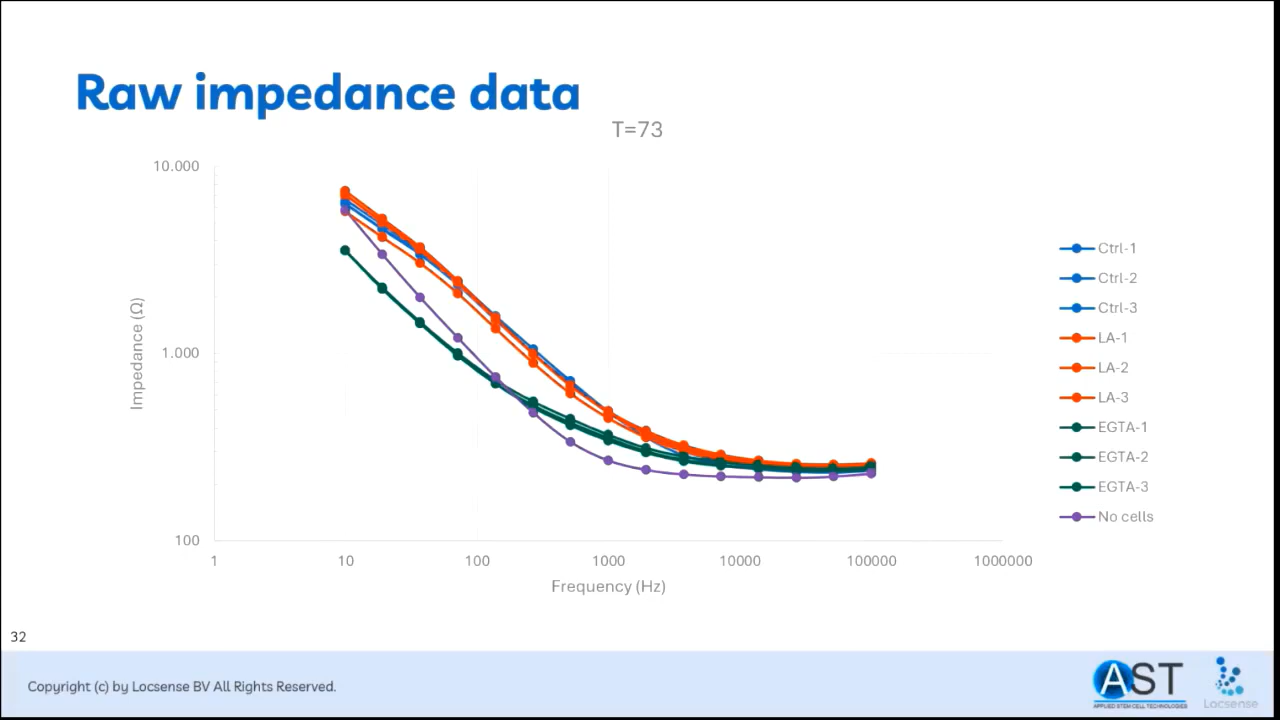 Raw impedance data
T=73
10.000
1.000
100
Impedance (Ω)
1 10 100 1000 10000 100000 1000000
Frequency (Hz)
Ctrl-1
Ctrl-2
Ctrl-3
LA-1
LA-2
LA-3
EGTA-1
EGTA-2
EGTA-3
No cells
32
Copyright (c) by Locsense BV All Rights Reserved.
AST
APPLIED STEM CELL TECHNOLOGIES
Locsense